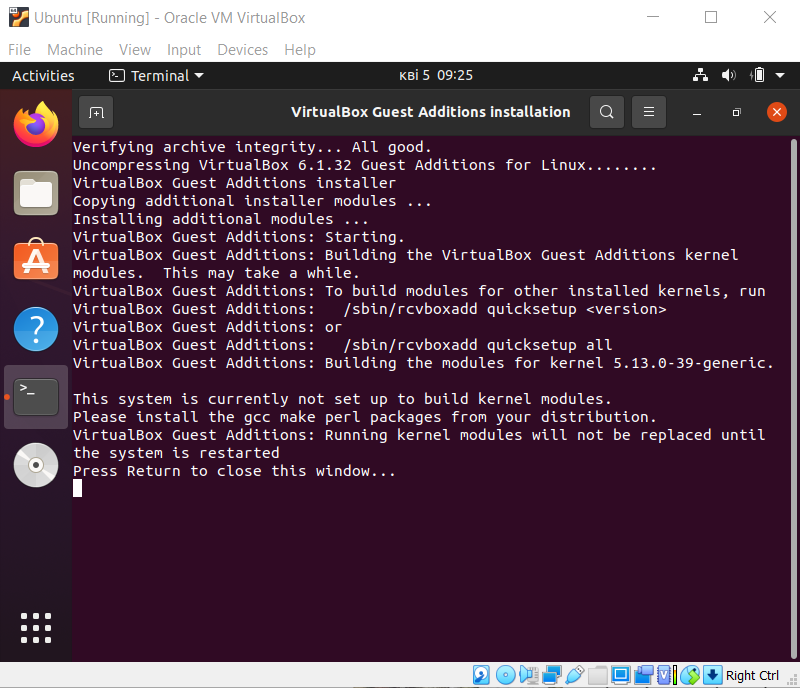 Ubuntu [Running] - Oracle VM VirtualBox
File Machine View Input Devices Help
Activities Terminal кві 5 09:25
VirtualBox Guest Additions installation
Verifying archive integrity... All good.
Uncompressing VirtualBox 6.1.32 Guest Additions for Linux........
VirtualBox Guest Additions installer
Copying additional installer modules ...
Installing additional modules ...
VirtualBox Guest Additions: Starting.
VirtualBox Guest Additions: Building the VirtualBox Guest Additions kernel
modules.  This may take a while.
VirtualBox Guest Additions: To build modules for other installed kernels, run
VirtualBox Guest Additions:   /sbin/rcvboxadd quicksetup <version>
VirtualBox Guest Additions: or
VirtualBox Guest Additions:   /sbin/rcvboxadd quicksetup all
VirtualBox Guest Additions: Building the modules for kernel 5.13.0-39-generic.
This system is currently not set up to build kernel modules.
Please install the gcc make perl packages from your distribution.
VirtualBox Guest Additions: Running kernel modules will not be replaced until
the system is restarted
Press Return to close this window...
Right Ctrl